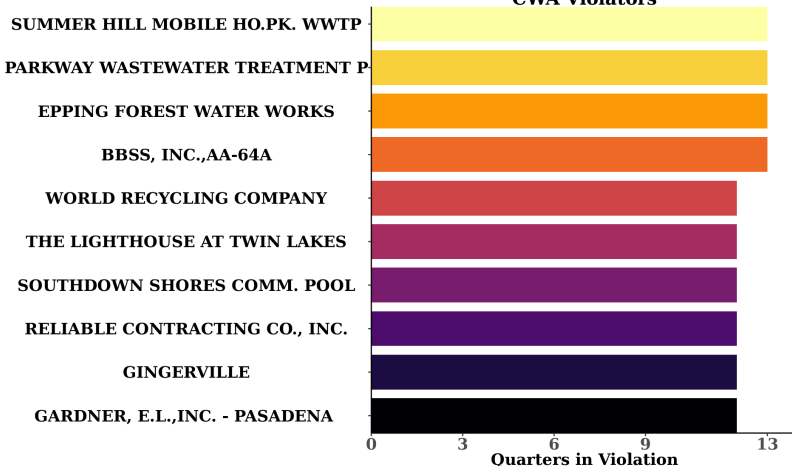 CWA Violators
SUMMER HILL MOBILE HO.PK. WWTP
PARKWAY WASTEWATER TREATMENT P
EPPING FOREST WATER WORKS
BBSS, INC.,AA-64A
WORLD RECYCLING COMPANY
THE LIGHTHOUSE AT TWIN LAKES
SOUTHDOWN SHORES COMM. POOL
RELIABLE CONTRACTING CO., INC.
GINGERVILLE
GARDNER, E.L.,INC. - PASADENA
0 3 6 9 13
Quarters in Violation